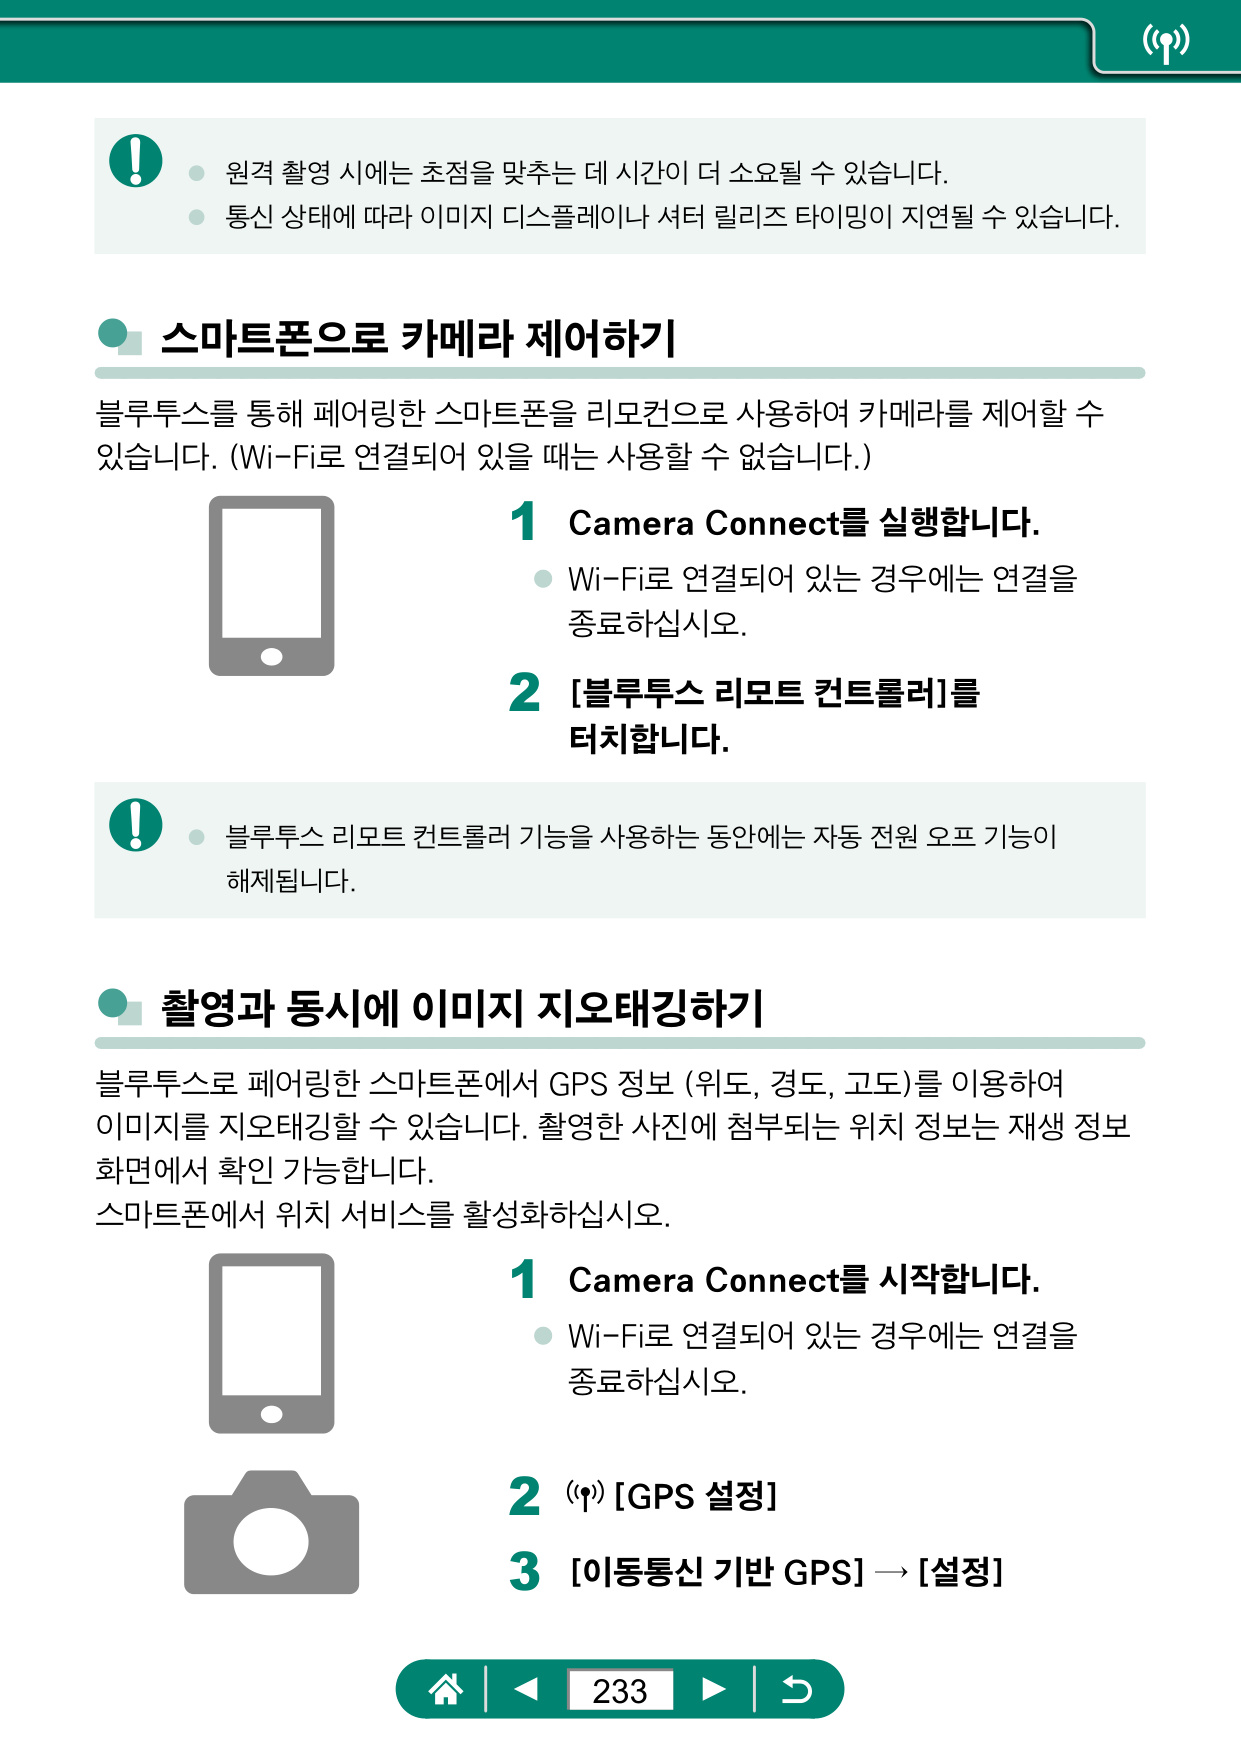 원격 촬영 시에는 초점을 맞추는 데 시간이 더 소요될 수 있습니다.
통신 상태에 따라 이미지 디스플레이나 셔터 릴리즈 타이밍이 지연될 수 있습니다.
스마트폰으로 카메라 제어하기
블루투스를 통해 페어링한 스마트폰을 리모컨으로 사용하여 카메라를 제어할 수
있습니다. (Wi-Fi로 연결되어 있을 때는 사용할 수 없습니다.)
1 Camera Connect를 실행합니다.
Wi-Fi로 연결되어 있는 경우에는 연결을
종료하십시오.
2 [블루투스 리모트 컨트롤러]를
터치합니다.
블루투스 리모트 컨트롤러 기능을 사용하는 동안에는 자동 전원 오프 기능이
해제됩니다.
촬영과 동시에 이미지 지오태깅하기
블루투스로 페어링한 스마트폰에서 GPS 정보 (위도, 경도, 고도)를 이용하여
이미지를 지오태깅할 수 있습니다. 촬영한 사진에 첨부되는 위치 정보는 재생 정보
화면에서 확인 가능합니다.
스마트폰에서 위치 서비스를 활성화하십시오.
1 Camera Connect를 시작합니다.
Wi-Fi로 연결되어 있는 경우에는 연결을
종료하십시오.
2 [GPS 설정]
3 [이동통신 기반 GPS] → [설정]
233